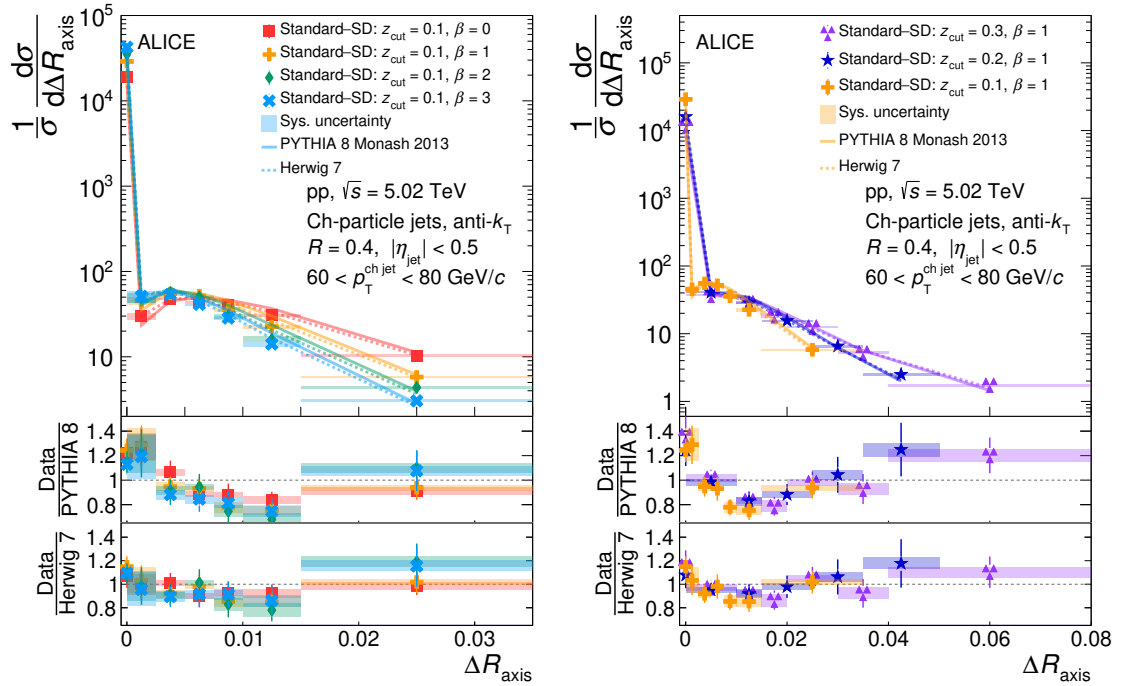 1/σ dσ/dΔR_axis
10^5
10^4
10^3
10^2
10
ALICE
Standard–SD: z_cut = 0.1, β = 0
Standard–SD: z_cut = 0.1, β = 1
Standard–SD: z_cut = 0.1, β = 2
Standard–SD: z_cut = 0.1, β = 3
Sys. uncertainty
PYTHIA 8 Monash 2013
Herwig 7
pp, √s = 5.02 TeV
Ch-particle jets, anti-k_T
R = 0.4, |η_jet| < 0.5
60 < p_T^ch jet < 80 GeV/c
Data/PYTHIA 8
1.4
1.2
1
0.8
Data/Herwig 7
1.4
1.2
1
0.8
0 0.01 0.02 0.03
ΔR_axis
1/σ dσ/dΔR_axis
10^5
10^4
10^3
10^2
10
1
ALICE
Standard–SD: z_cut = 0.3, β = 1
Standard–SD: z_cut = 0.2, β = 1
Standard–SD: z_cut = 0.1, β = 1
Sys. uncertainty
PYTHIA 8 Monash 2013
Herwig 7
pp, √s = 5.02 TeV
Ch-particle jets, anti-k_T
R = 0.4, |η_jet| < 0.5
60 < p_T^ch jet < 80 GeV/c
Data/PYTHIA 8
1.4
1.2
1
0.8
Data/Herwig 7
1.4
1.2
1
0.8
0 0.02 0.04 0.06 0.08
ΔR_axis